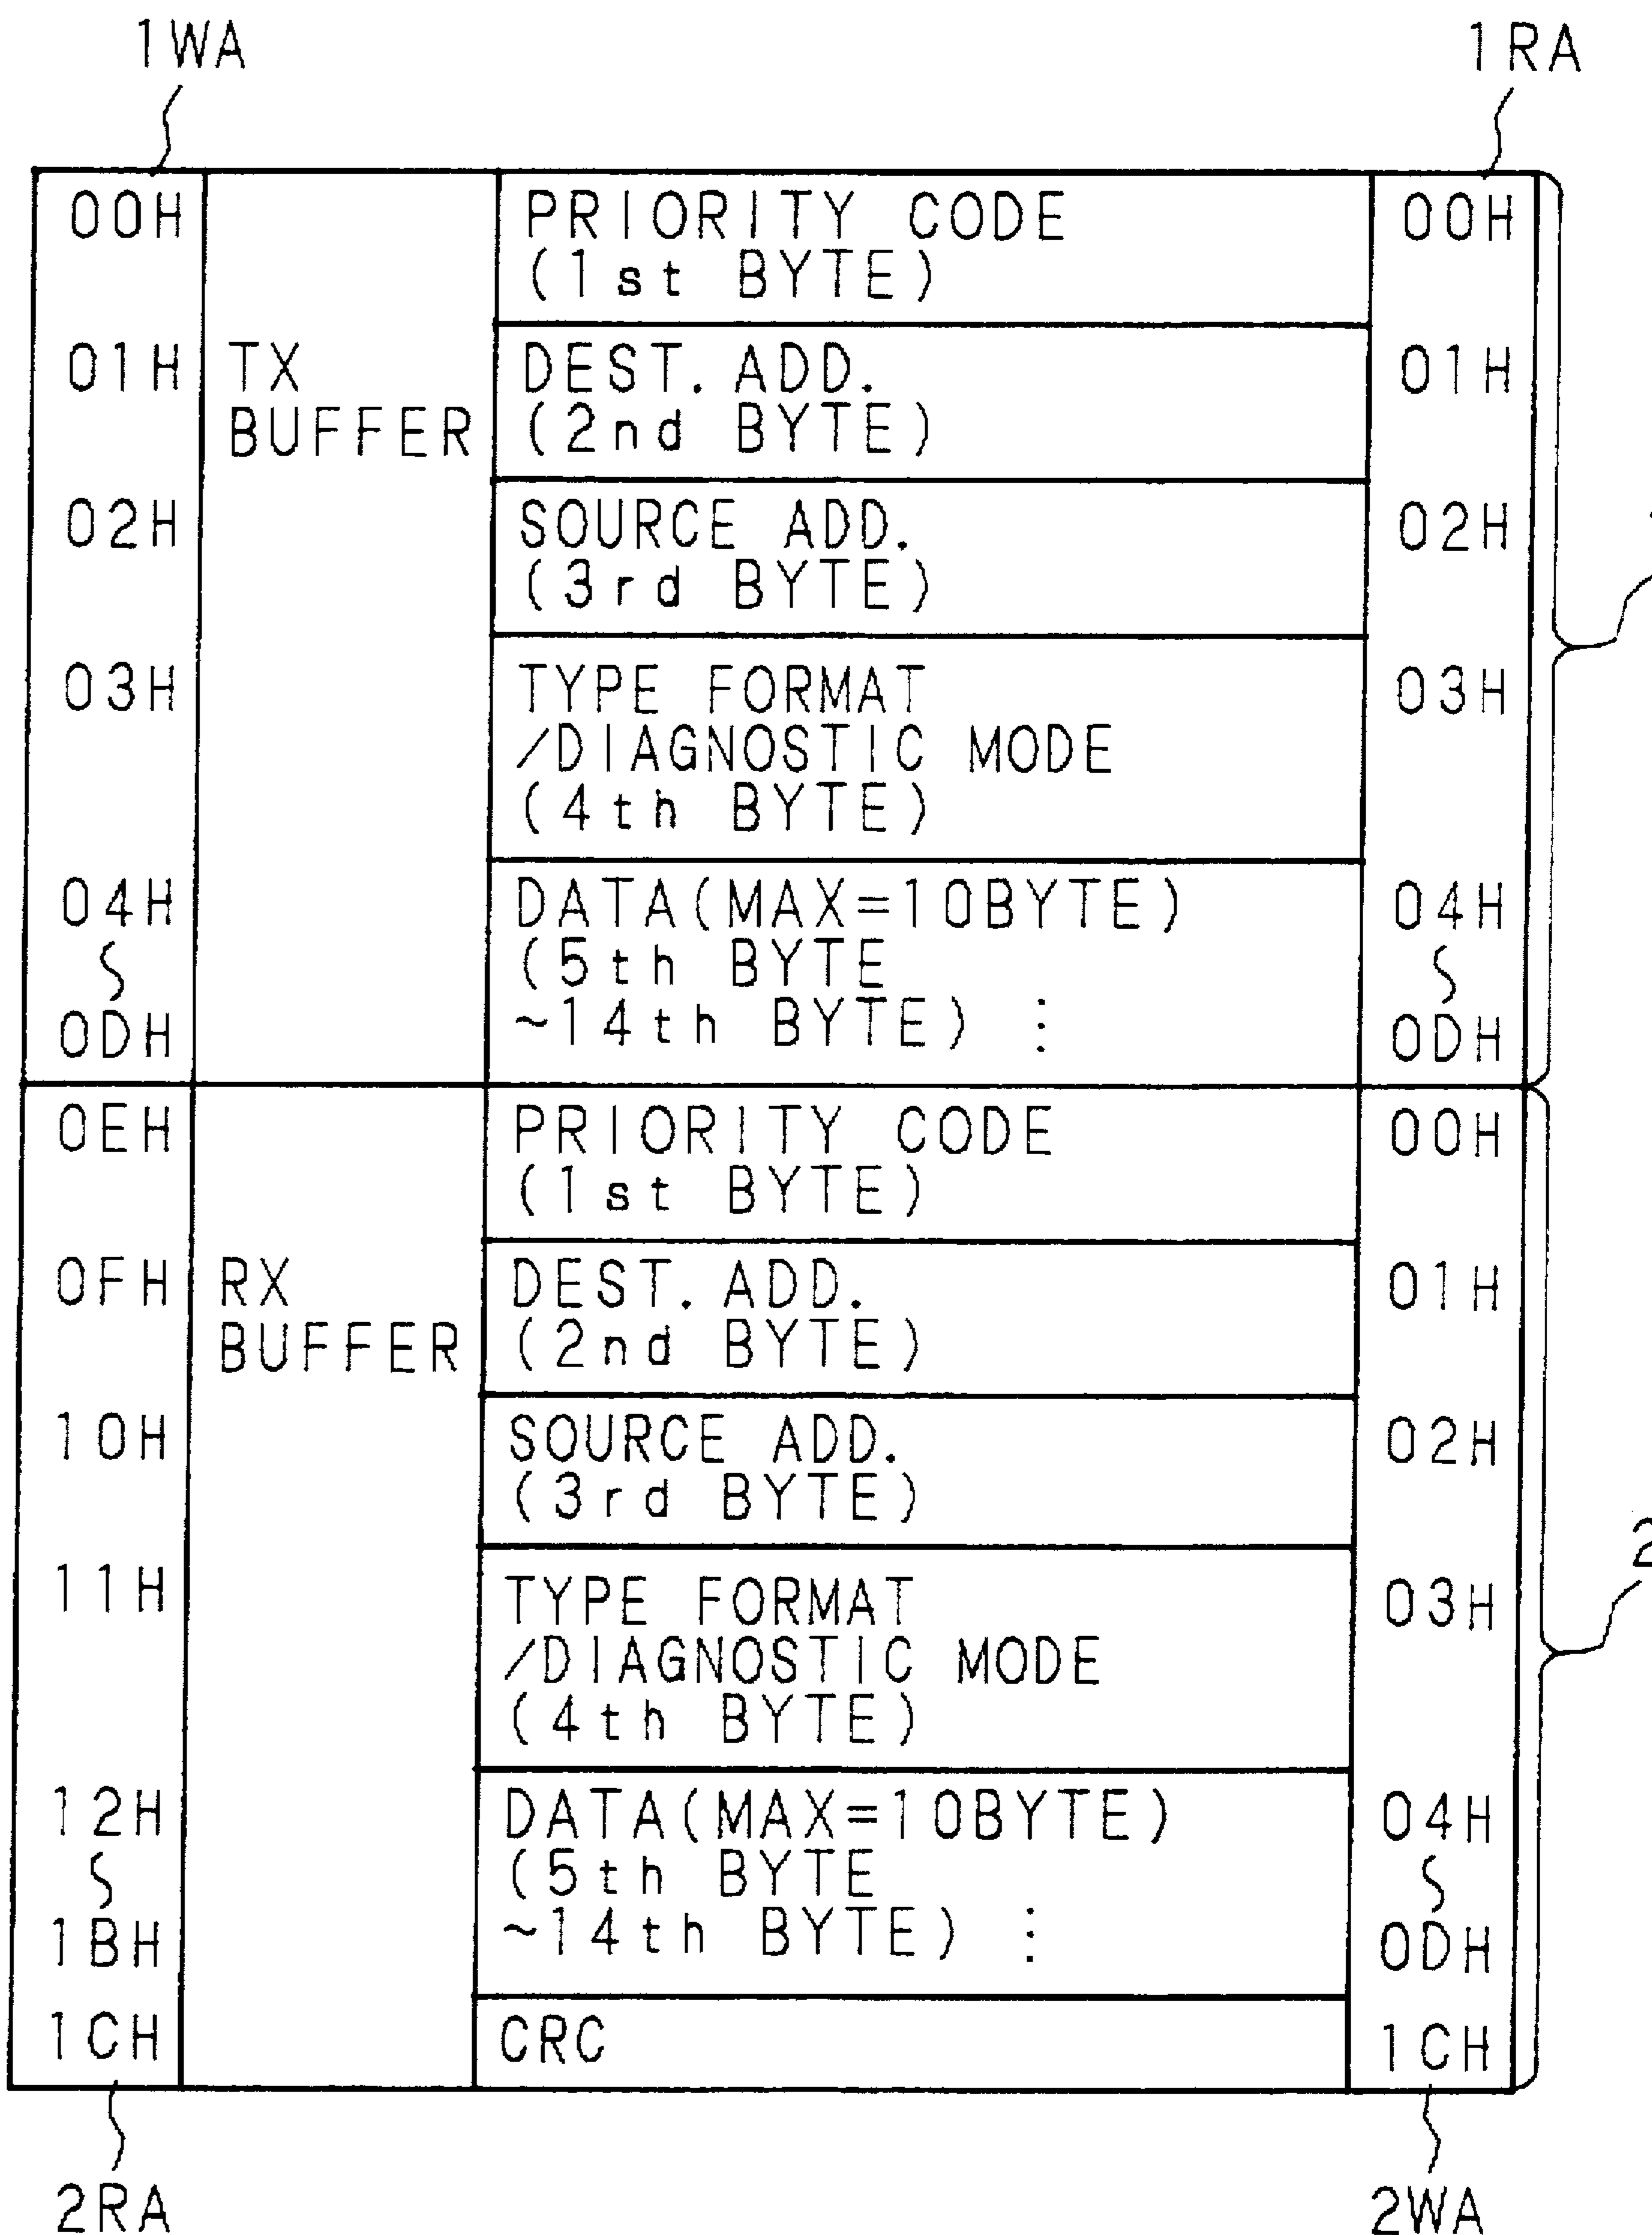 1WA 1RA
00H PRIORITY CODE 00H
(1st BYTE)
01H TX DEST. ADD. 01H
BUFFER (2nd BYTE)
02H SOURCE ADD. 02H
(3rd BYTE)
03H TYPE FORMAT 03H
/DIAGNOSTIC MODE
(4th BYTE)
04H DATA(MAX=10BYTE) 04H
∫ (5th BYTE ∫
0DH ~14th BYTE) ⋮ 0DH
0EH PRIORITY CODE 00H
(1st BYTE)
0FH RX DEST. ADD. 01H
BUFFER (2nd BYTE)
10H SOURCE ADD. 02H
(3rd BYTE)
2
11H TYPE FORMAT 03H
/DIAGNOSTIC MODE
(4th BYTE)
12H DATA(MAX=10BYTE) 04H
∫ (5th BYTE ∫
1BH ~14th BYTE) ⋮ 0DH
1CH CRC 1CH
2RA 2WA